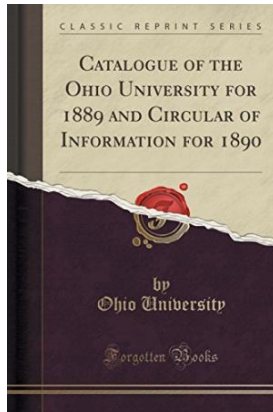 CLASSIC REPRINT SERIES
CATALOGUE OF THE
OHIO UNIVERSITY FOR
1889 AND CIRCULAR OF
INFORMATION FOR 1890
by
Ohio University
Forgotten Books